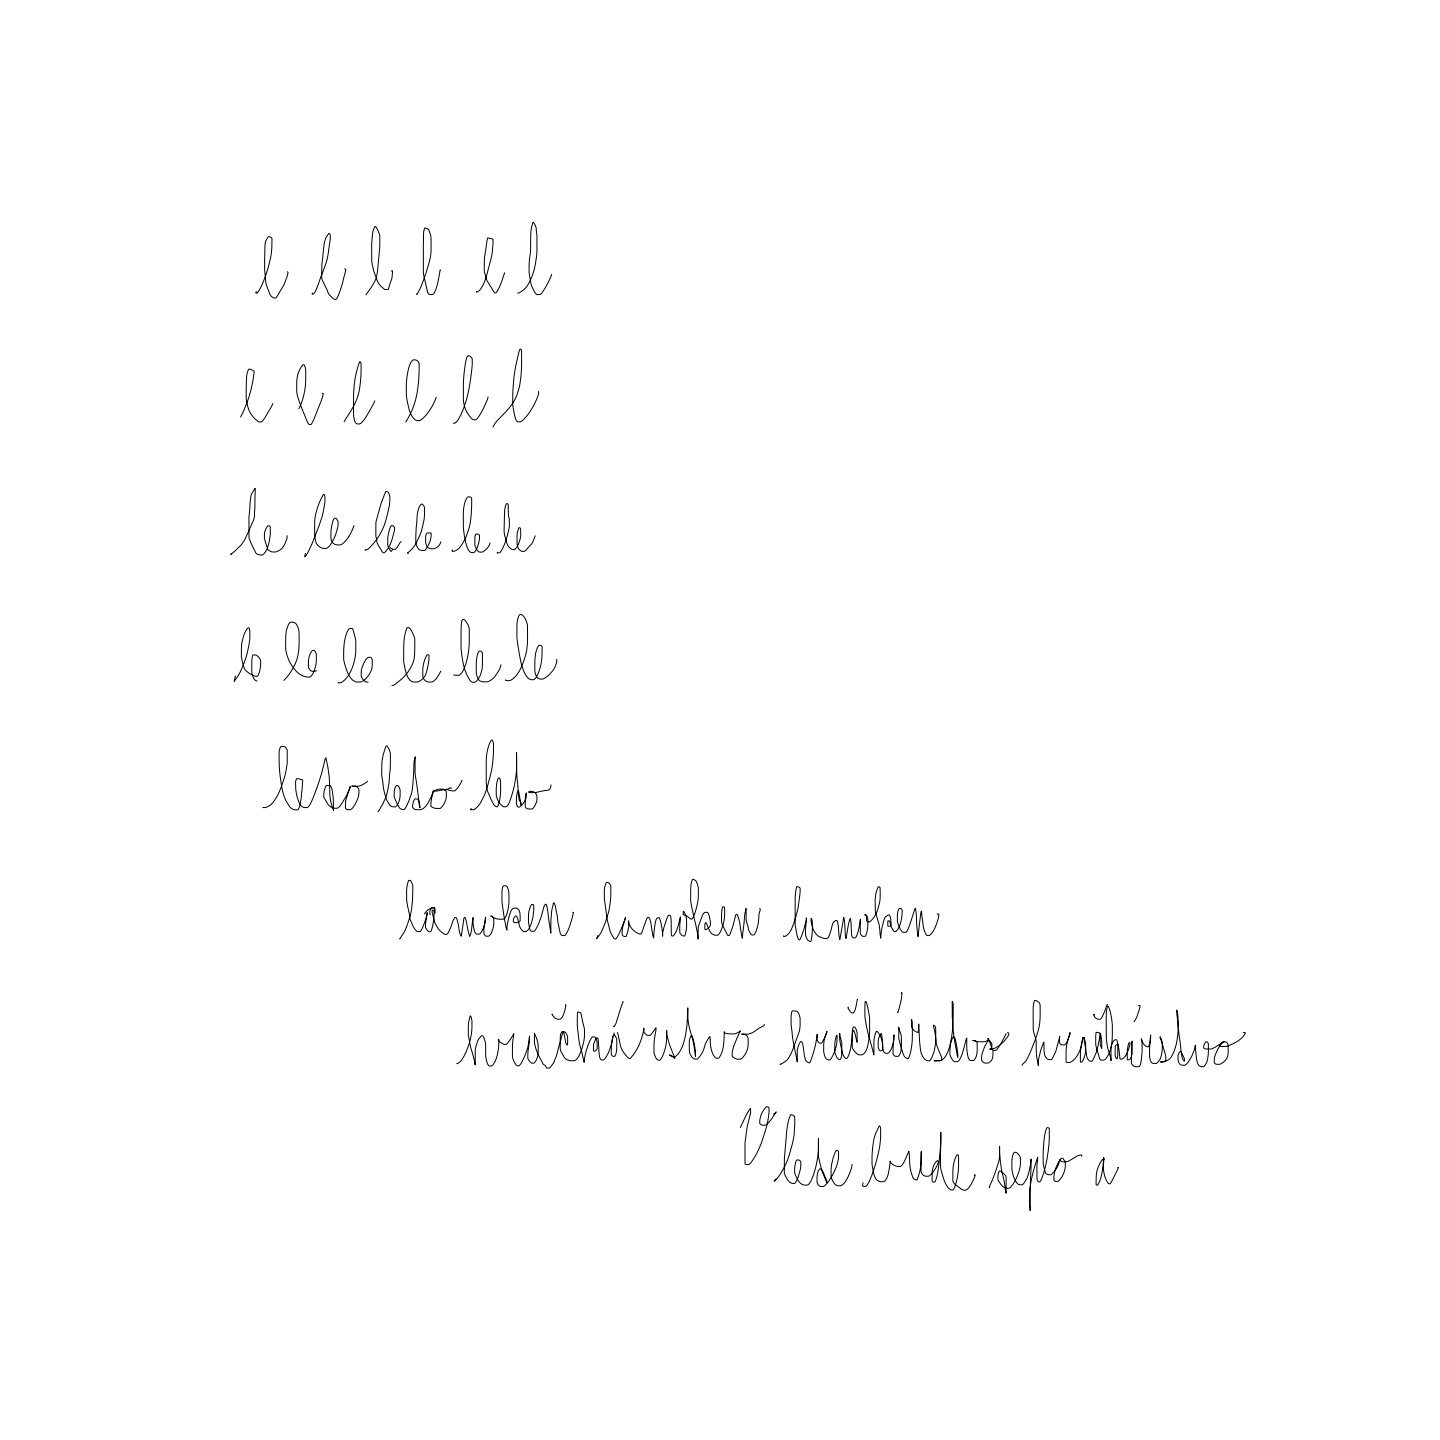 l l l l l l
l l l l l l
le le le le le le
le le le le le le
leto leto leto
lamoken lamoken lamoken
hračkárstvo hračkárstvo hračkárstvo
V lese bude seplo a